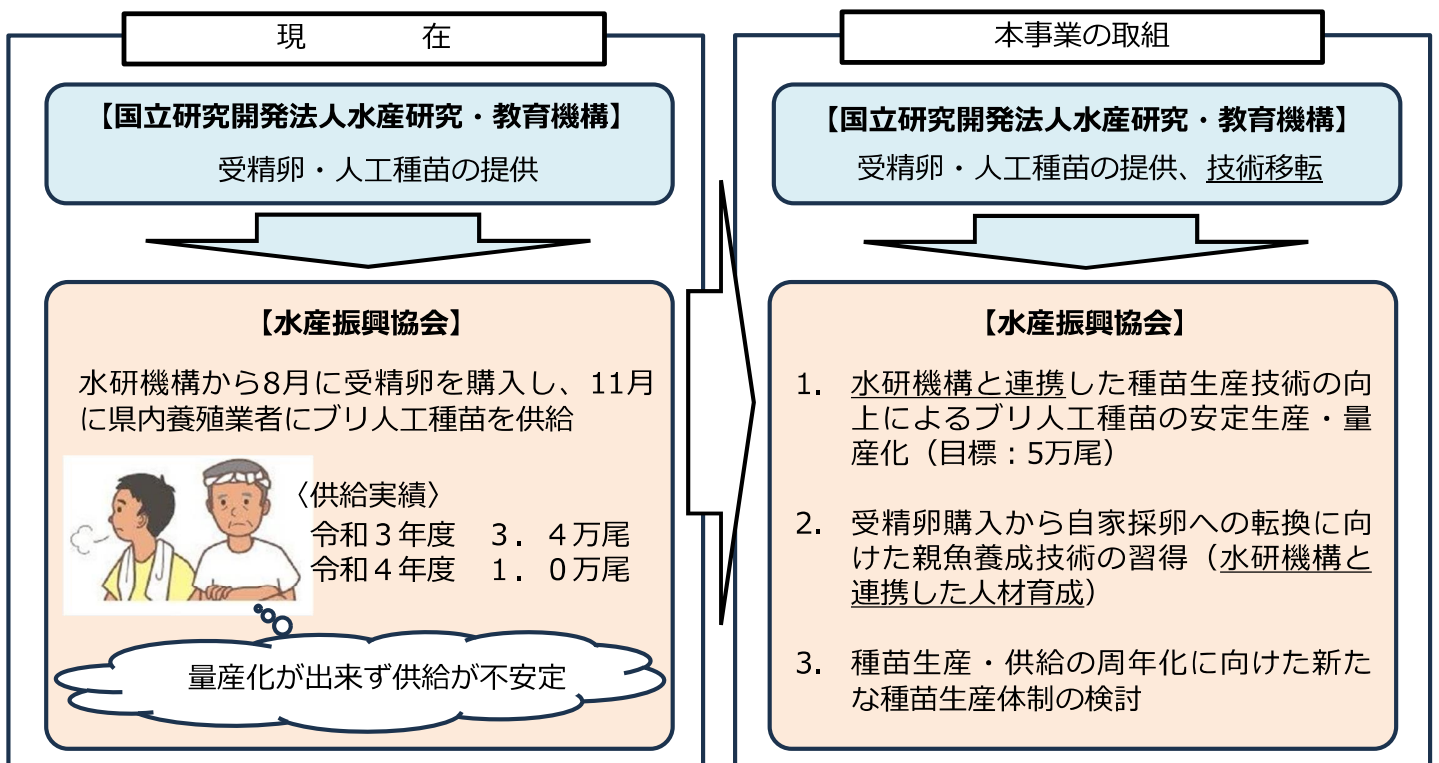 現　　　在
【国立研究開発法人水産研究・教育機構】
受精卵・人工種苗の提供
【水産振興協会】
水研機構から8月に受精卵を購入し、11月
に県内養殖業者にブリ人工種苗を供給
〈供給実績〉
令和３年度　３．４万尾
令和４年度　１．０万尾
量産化が出来ず供給が不安定
本事業の取組
【国立研究開発法人水産研究・教育機構】
受精卵・人工種苗の提供、技術移転
【水産振興協会】
1. 水研機構と連携した種苗生産技術の向
上によるブリ人工種苗の安定生産・量
産化（目標：5万尾）
2. 受精卵購入から自家採卵への転換に向
けた親魚養成技術の習得（水研機構と
連携した人材育成）
3. 種苗生産・供給の周年化に向けた新た
な種苗生産体制の検討